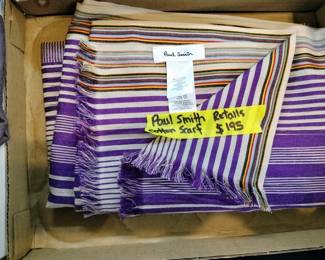 Paul Smith
Paul Smith Retails
Cotton Scarf $195